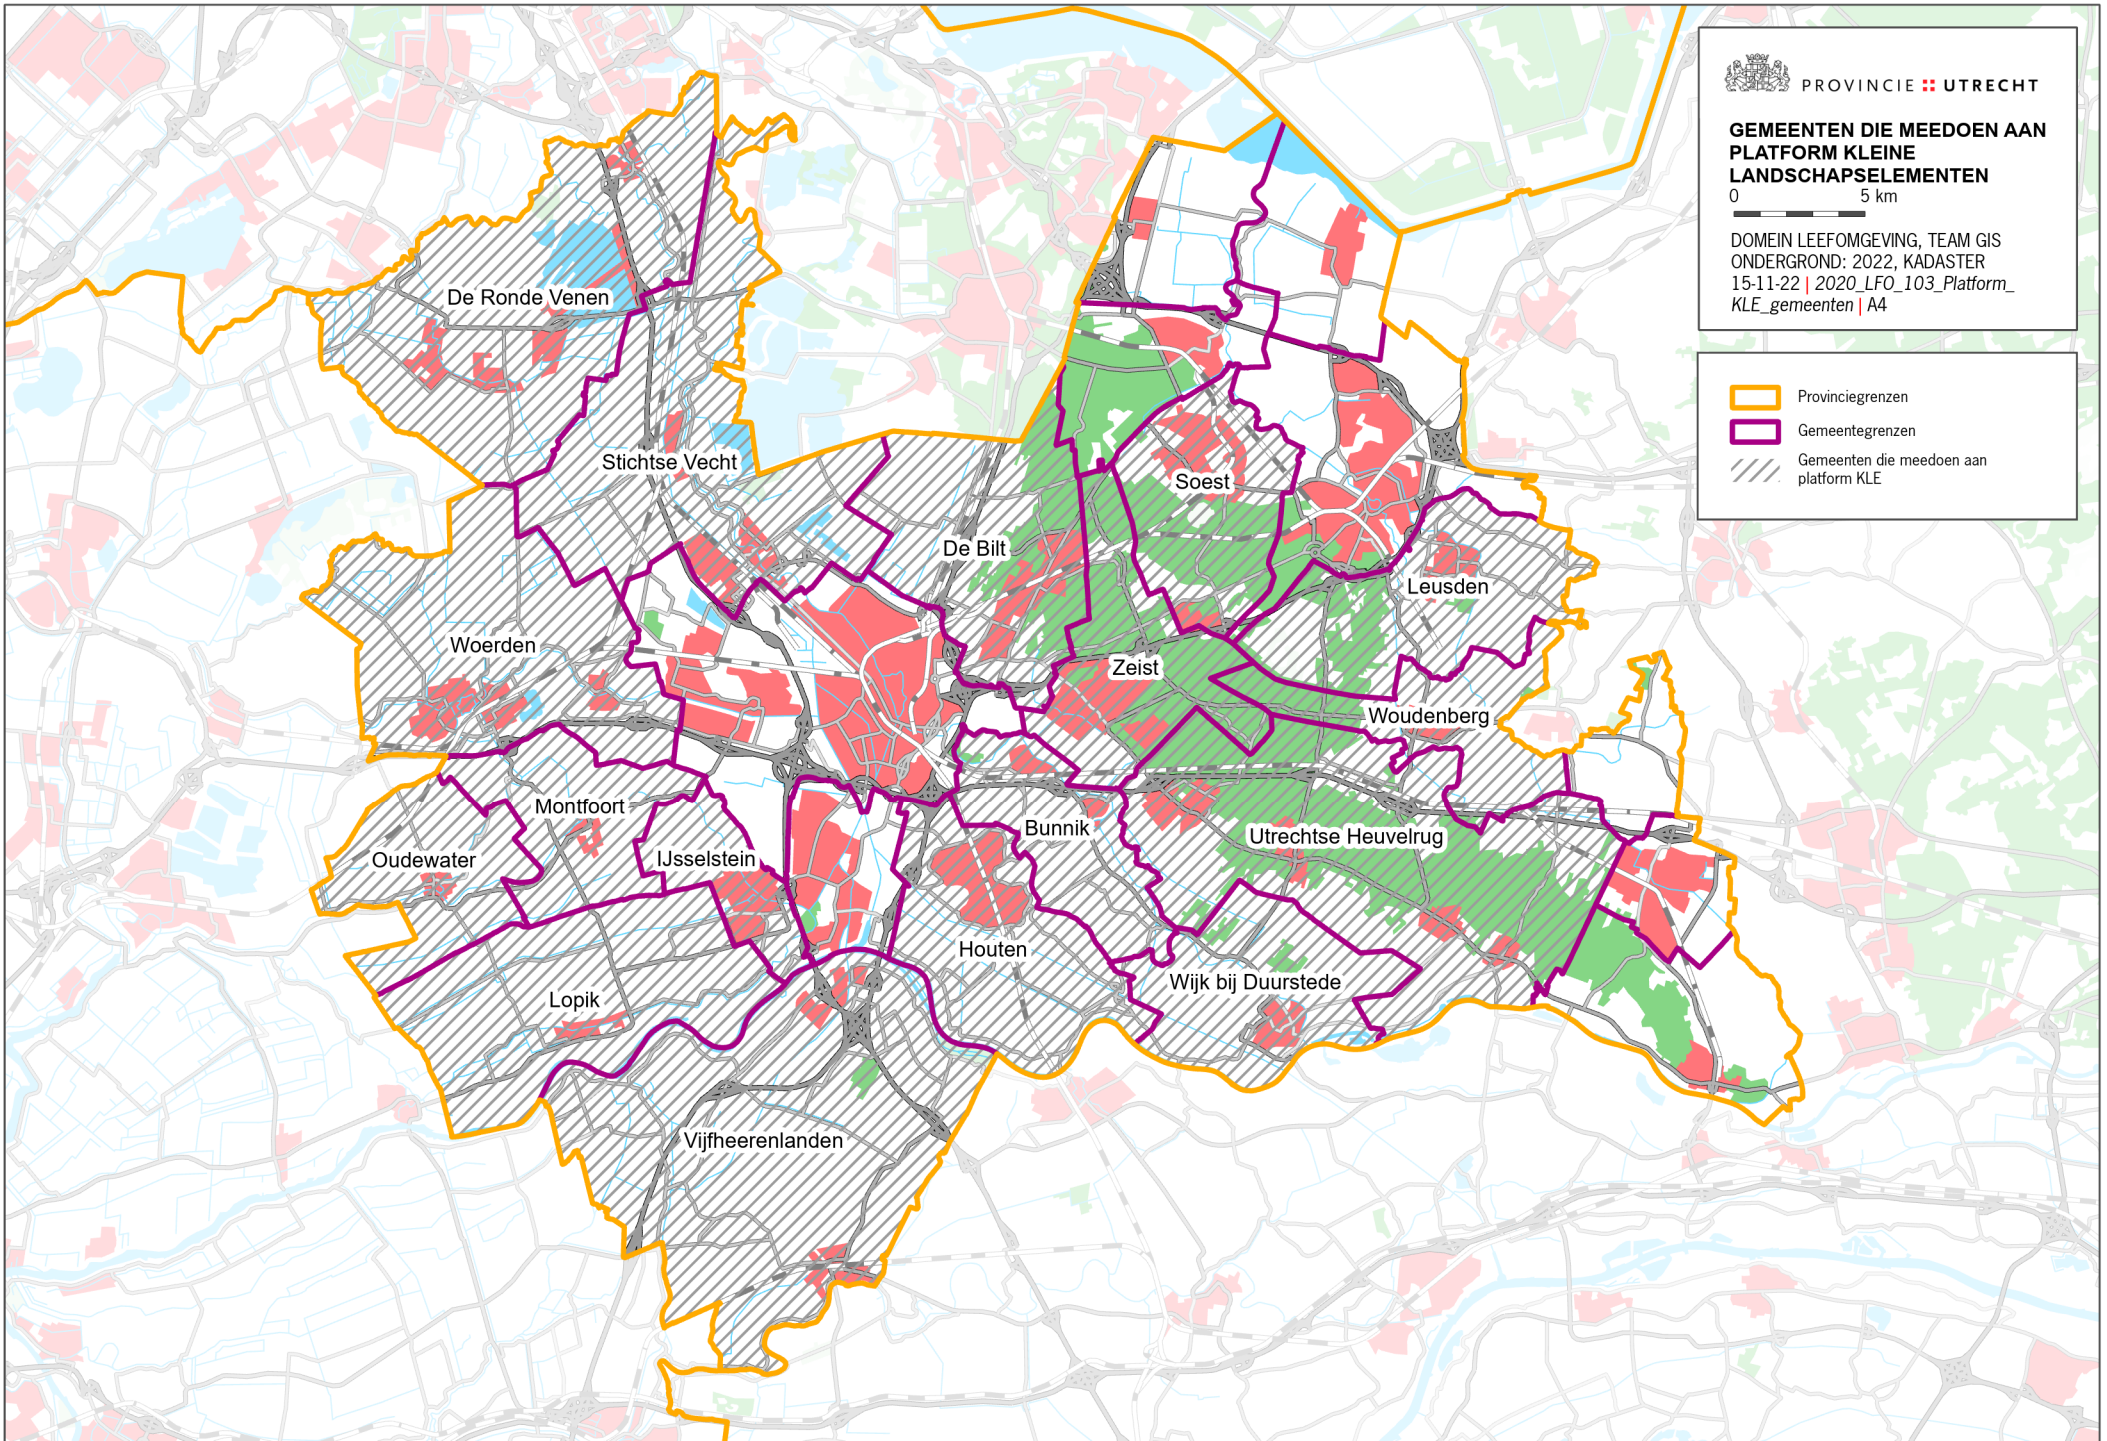 PROVINCIE UTRECHT
GEMEENTEN DIE MEEDOEN AAN
PLATFORM KLEINE
LANDSCHAPSELEMENTEN
0 5 km
DOMEIN LEEFOMGEVING, TEAM GIS
ONDERGROND: 2022, KADASTER
15-11-22 | 2020_LFO_103_Platform_
KLE_gemeenten | A4
Provinciegrenzen
Gemeentegrenzen
Gemeenten die meedoen aan
platform KLE
De Ronde Venen
Stichtse Vecht
Soest
De Bilt
Leusden
Woerden
Zeist
Woudenberg
Montfoort
Bunnik
Utrechtse Heuvelrug
Oudewater
IJsselstein
Houten
Wijk bij Duurstede
Lopik
Vijfheerenlanden